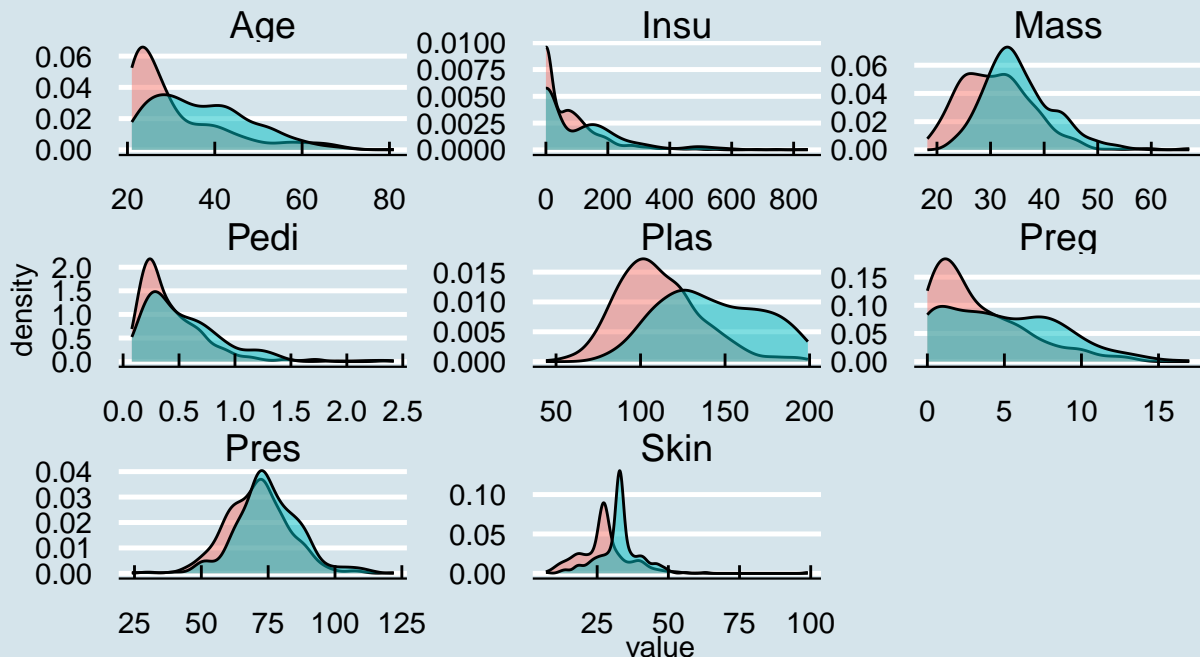 Age
0.06
0.04
0.02
0.00
20 40 60 80
Insu
0.0100
0.0075
0.0050
0.0025
0.0000
0 200 400 600 800
Mass
0.06
0.04
0.02
0.00
20 30 40 50 60
Pedi
2.0
1.5
1.0
0.5
0.0
0.0 0.5 1.0 1.5 2.0 2.5
Plas
0.015
0.010
0.005
0.000
50 100 150 200
Preg
0.15
0.10
0.05
0.00
0 5 10 15
Pres
0.04
0.03
0.02
0.01
0.00
25 50 75 100 125
Skin
0.10
0.05
0.00
25 50 75 100
density
value